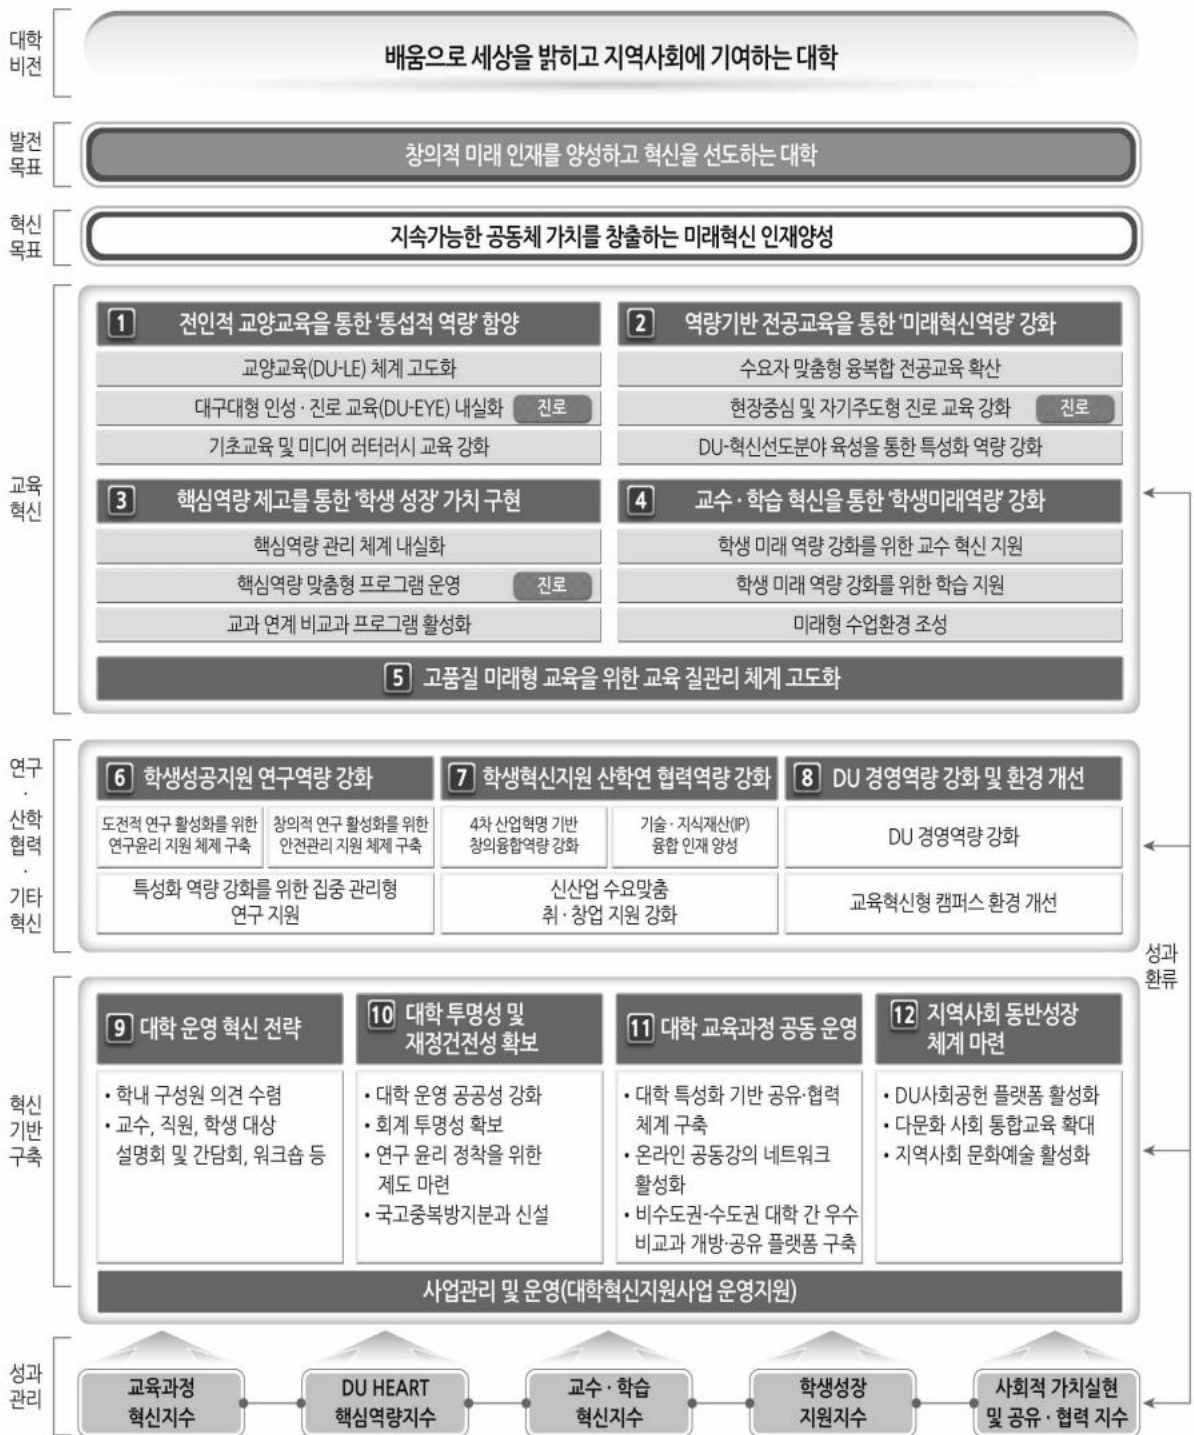 대학
비전
배움으로 세상을 밝히고 지역사회에 기여하는 대학
발전
목표
창의적 미래 인재를 양성하고 혁신을 선도하는 대학
혁신
목표
지속가능한 공동체 가치를 창출하는 미래혁신 인재양성
교육
혁신
1 전인적 교양교육을 통한 '통섭적 역량' 함양
교양교육(DU-LE) 체계 고도화
대구대형 인성 · 진로 교육(DU-EYE) 내실화 진로
기초교육 및 미디어 러터러시 교육 강화
2 역량기반 전공교육을 통한 '미래혁신역량' 강화
수요자 맞춤형 융복합 전공교육 확산
현장중심 및 자기주도형 진로 교육 강화 진로
DU-혁신선도분야 육성을 통한 특성화 역량 강화
3 핵심역량 제고를 통한 '학생 성장' 가치 구현
핵심역량 관리 체계 내실화
핵심역량 맞춤형 프로그램 운영 진로
교과 연계 비교과 프로그램 활성화
4 교수 · 학습 혁신을 통한 '학생미래역량' 강화
학생 미래 역량 강화를 위한 교수 혁신 지원
학생 미래 역량 강화를 위한 학습 지원
미래형 수업환경 조성
5 고품질 미래형 교육을 위한 교육 질관리 체계 고도화
연구
·
산학
협력
·
기타
혁신
6 학생성공지원 연구역량 강화
도전적 연구 활성화를 위한
연구윤리 지원 체제 구축
창의적 연구 활성화를 위한
안전관리 지원 체제 구축
특성화 역량 강화를 위한 집중 관리형
연구 지원
7 학생혁신지원 산학연 협력역량 강화
4차 산업혁명 기반
창의융합역량 강화
기술 · 지식재산(IP)
융합 인재 양성
신산업 수요맞춤
취 · 창업 지원 강화
8 DU 경영역량 강화 및 환경 개선
DU 경영역량 강화
교육혁신형 캠퍼스 환경 개선
성과
환류
혁신
기반
구축
9 대학 운영 혁신 전략
• 학내 구성원 의견 수렴
• 교수, 직원, 학생 대상
설명회 및 간담회, 워크숍 등
10 대학 투명성 및
재정건전성 확보
• 대학 운영 공공성 강화
• 회계 투명성 확보
• 연구 윤리 정착을 위한
제도 마련
• 국고중복방지분과 신설
11 대학 교육과정 공동 운영
• 대학 특성화 기반 공유·협력
체계 구축
• 온라인 공동강의 네트워크
활성화
• 비수도권-수도권 대학 간 우수
비교과 개방·공유 플랫폼 구축
12 지역사회 동반성장
체계 마련
• DU사회공헌 플랫폼 활성화
• 다문화 사회 통합교육 확대
• 지역사회 문화예술 활성화
사업관리 및 운영(대학혁신지원사업 운영지원)
성과
관리
교육과정
혁신지수
DU HEART
핵심역량지수
교수 · 학습
혁신지수
학생성장
지원지수
사회적 가치실현
및 공유 · 협력 지수